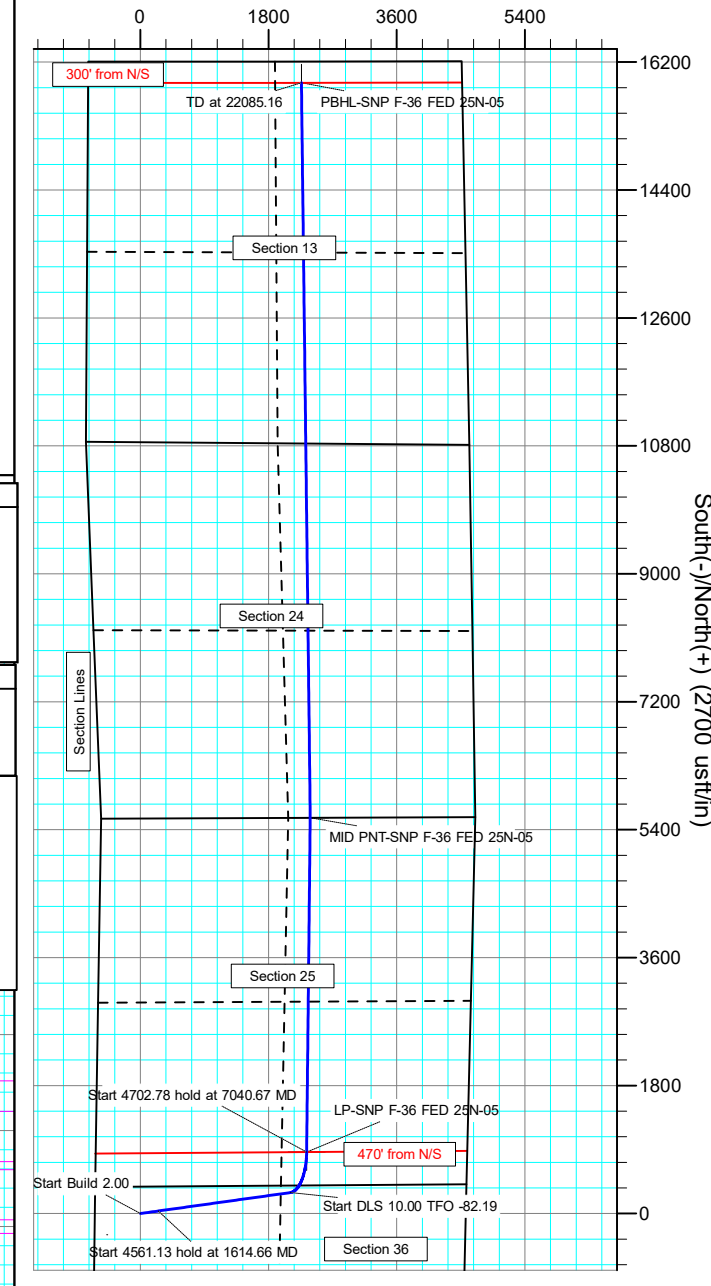 0 1800 3600 5400
16200
300' from N/S
TD at 22085.16 PBHL-SNP F-36 FED 25N-05
14400
Section 13
12600
10800
9000
Section 24
Section Lines
7200
South(-)/North(+) (2700 usft/in)
5400
MID PNT-SNP F-36 FED 25N-05
3600
Section 25
1800
Start 4702.78 hold at 7040.67 MD
LP-SNP F-36 FED 25N-05
470' from N/S
Start Build 2.00
Start DLS 10.00 TFO -82.19
0
Start 4561.13 hold at 1614.66 MD
Section 36